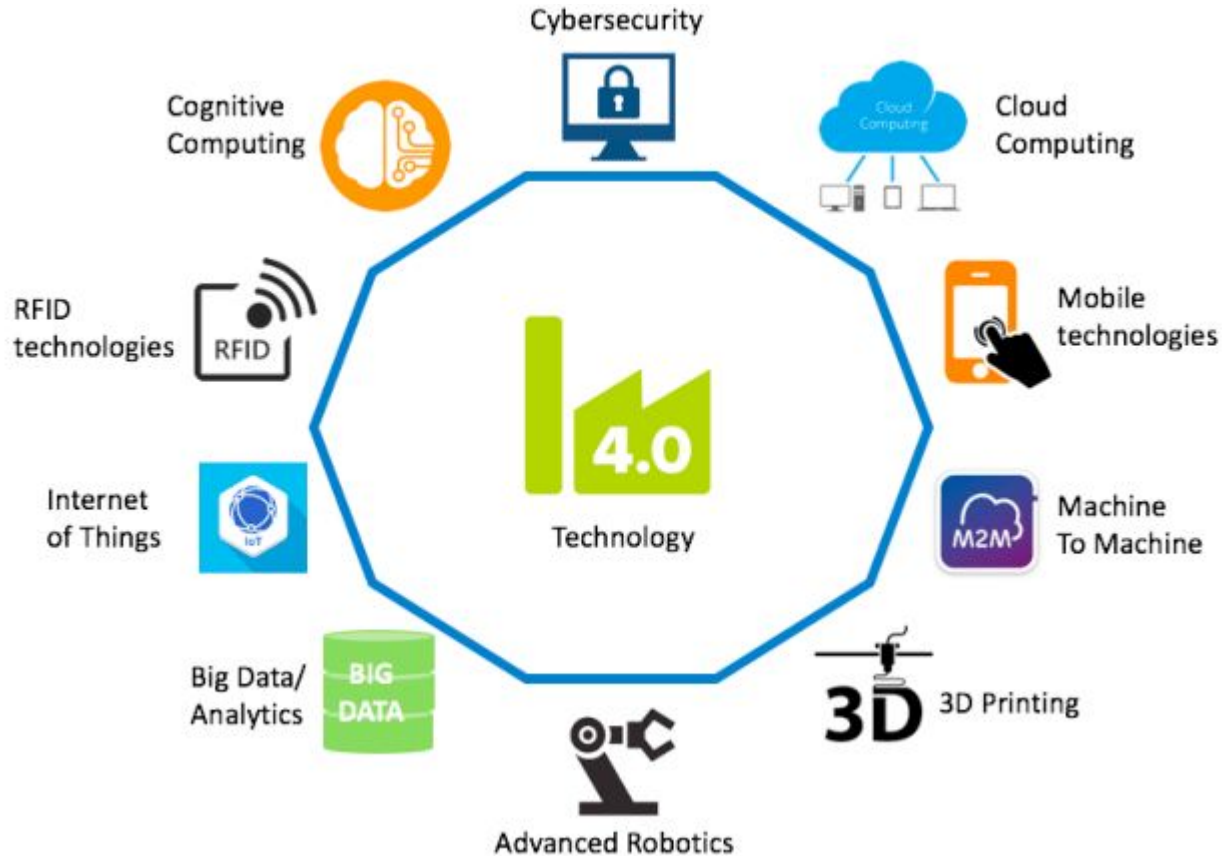 Cybersecurity
Cognitive
Computing
Cloud
Computing
Cloud
Computing
RFID
technologies
RFID
Mobile
technologies
4.0
Technology
Internet
of Things
IoT
M2M
Machine
To Machine
Big Data/
Analytics
BIG
DATA
3D
3D Printing
Advanced Robotics